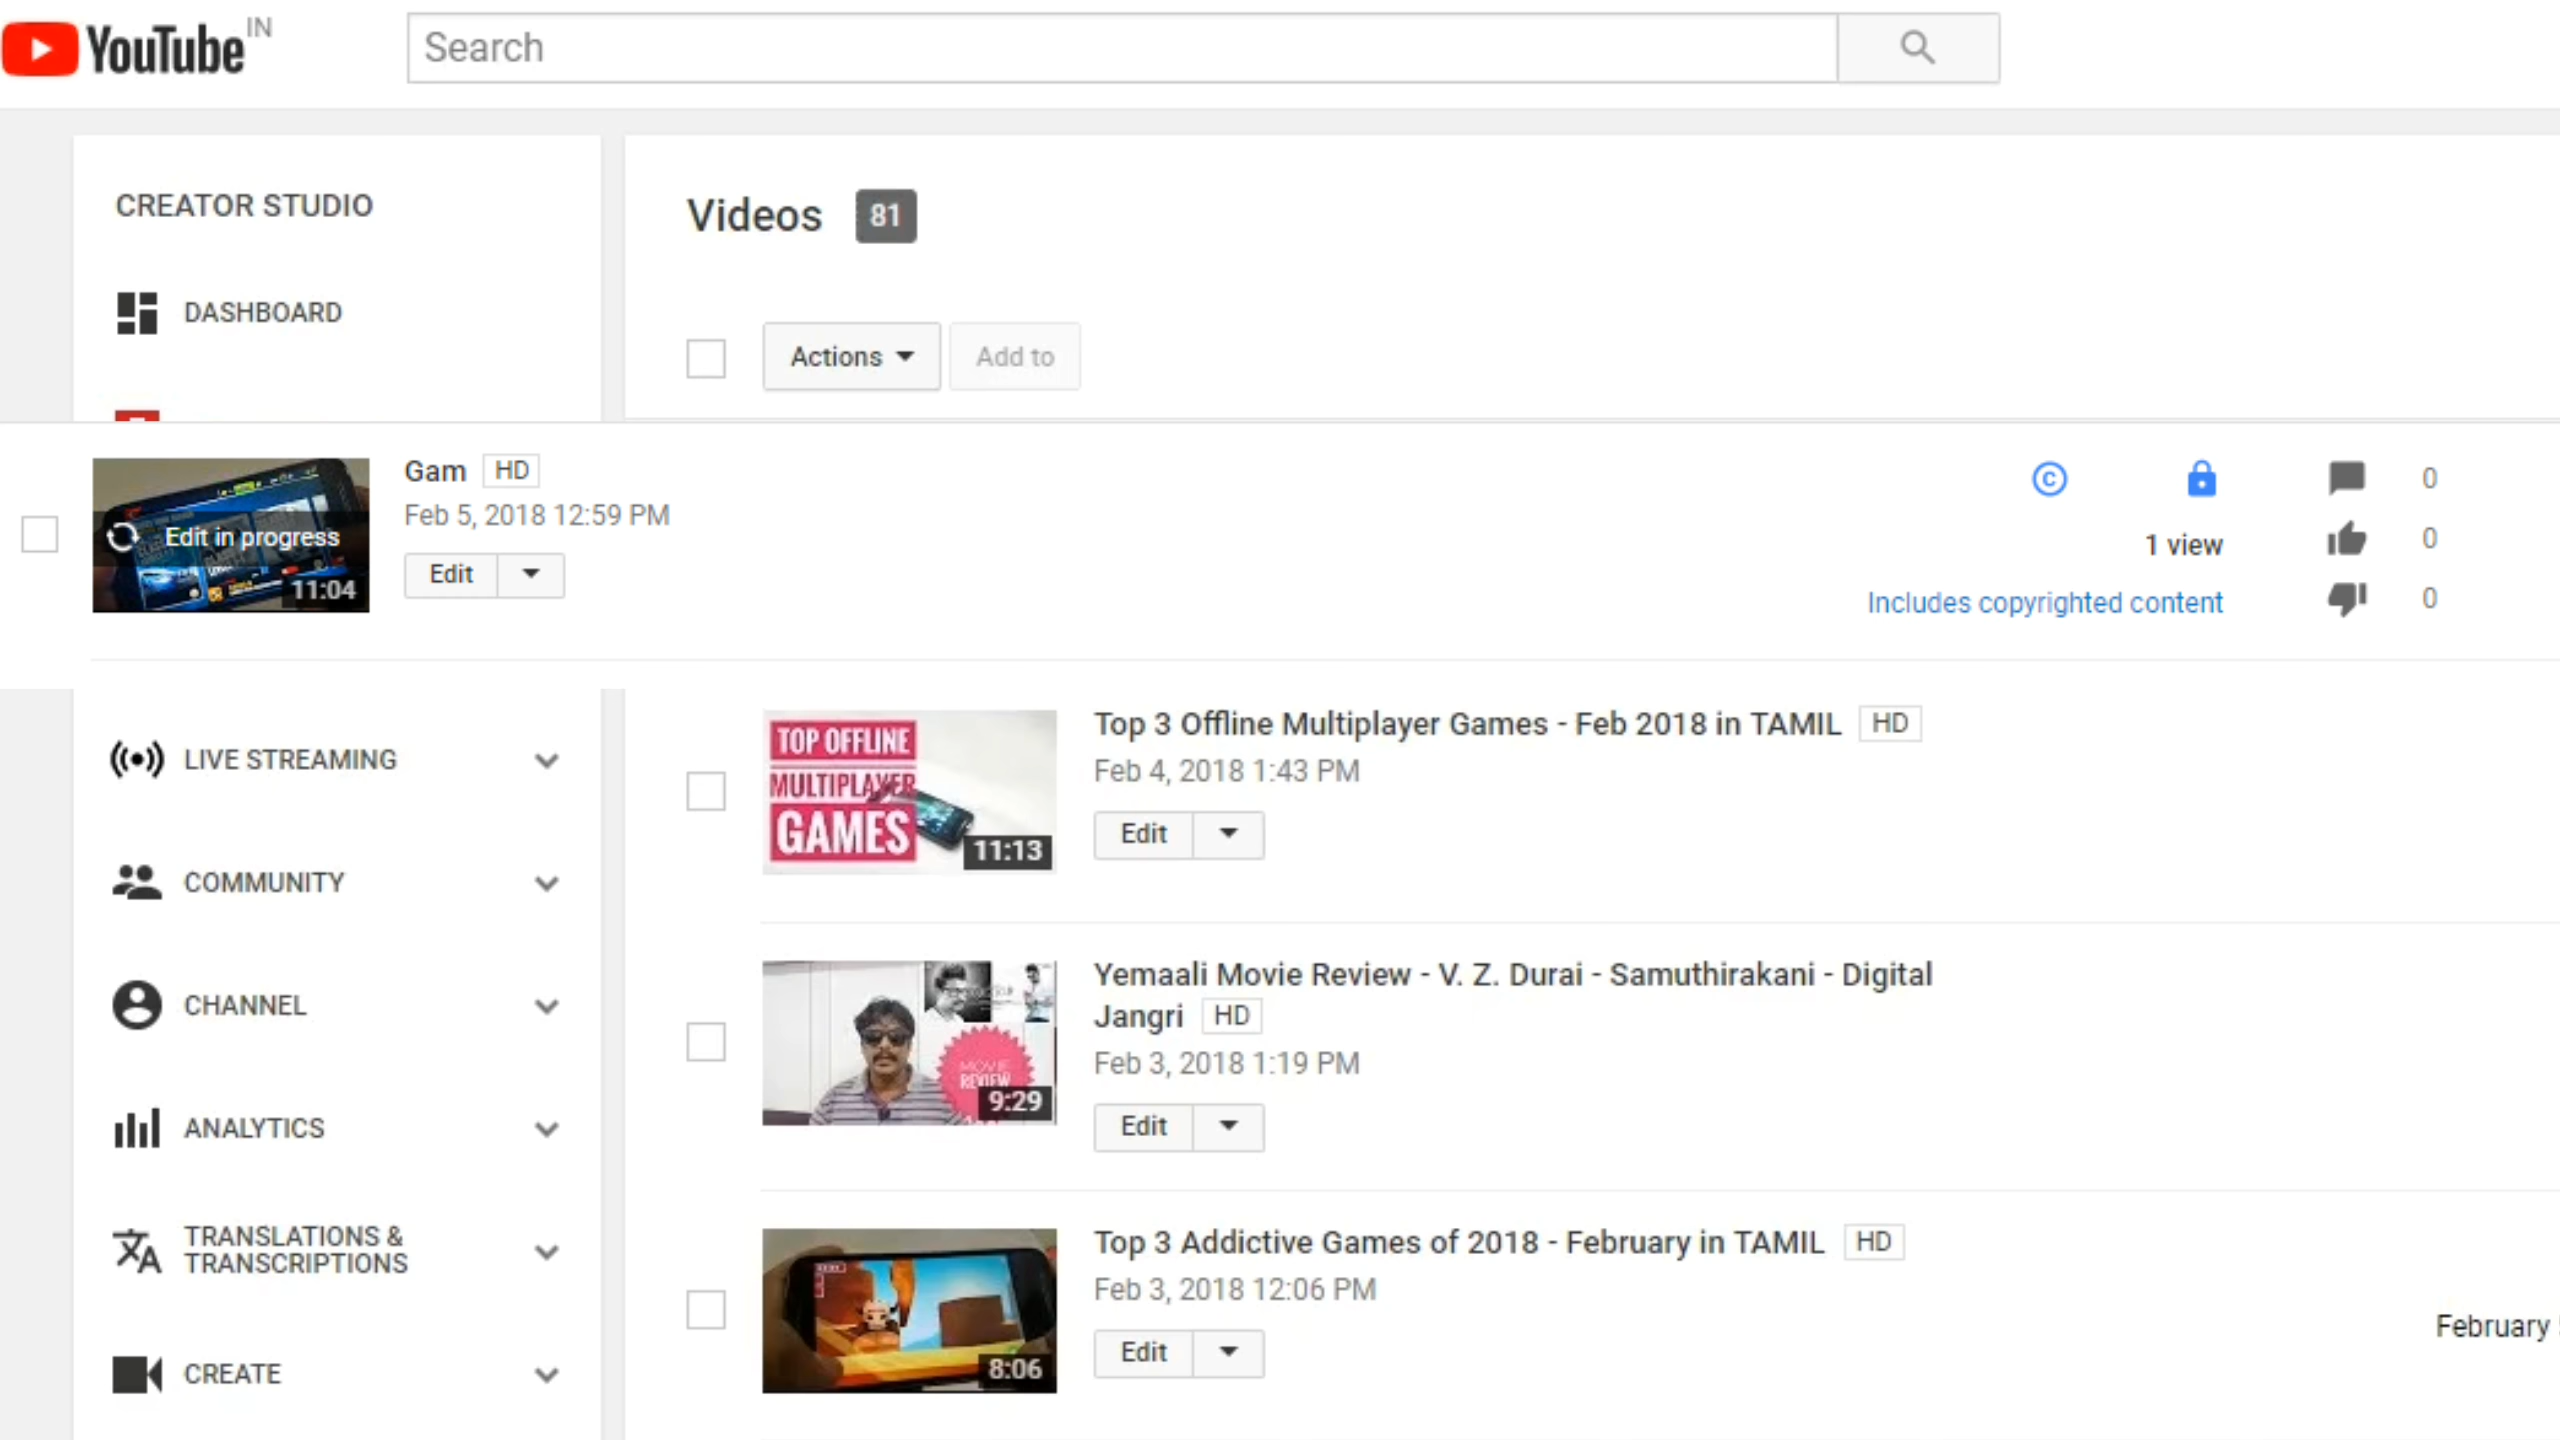 YouTube IN
Search
CREATOR STUDIO
Videos 81
DASHBOARD
Actions Add to
Gam HD
Feb 5, 2018 12:59 PM
Edit in progress
11:04
Edit
1 view
Includes copyrighted content
0
0
0
LIVE STREAMING
COMMUNITY
CHANNEL
ANALYTICS
TRANSLATIONS &
TRANSCRIPTIONS
CREATE
TOP OFFLINE
MULTIPLAYER
GAMES
11:13
Top 3 Offline Multiplayer Games - Feb 2018 in TAMIL HD
Feb 4, 2018 1:43 PM
Edit
MOVIE
REVIEW
9:29
Yemaali Movie Review - V. Z. Durai - Samuthirakani - Digital
Jangri HD
Feb 3, 2018 1:19 PM
Edit
8:06
Top 3 Addictive Games of 2018 - February in TAMIL HD
Feb 3, 2018 12:06 PM
Edit
February